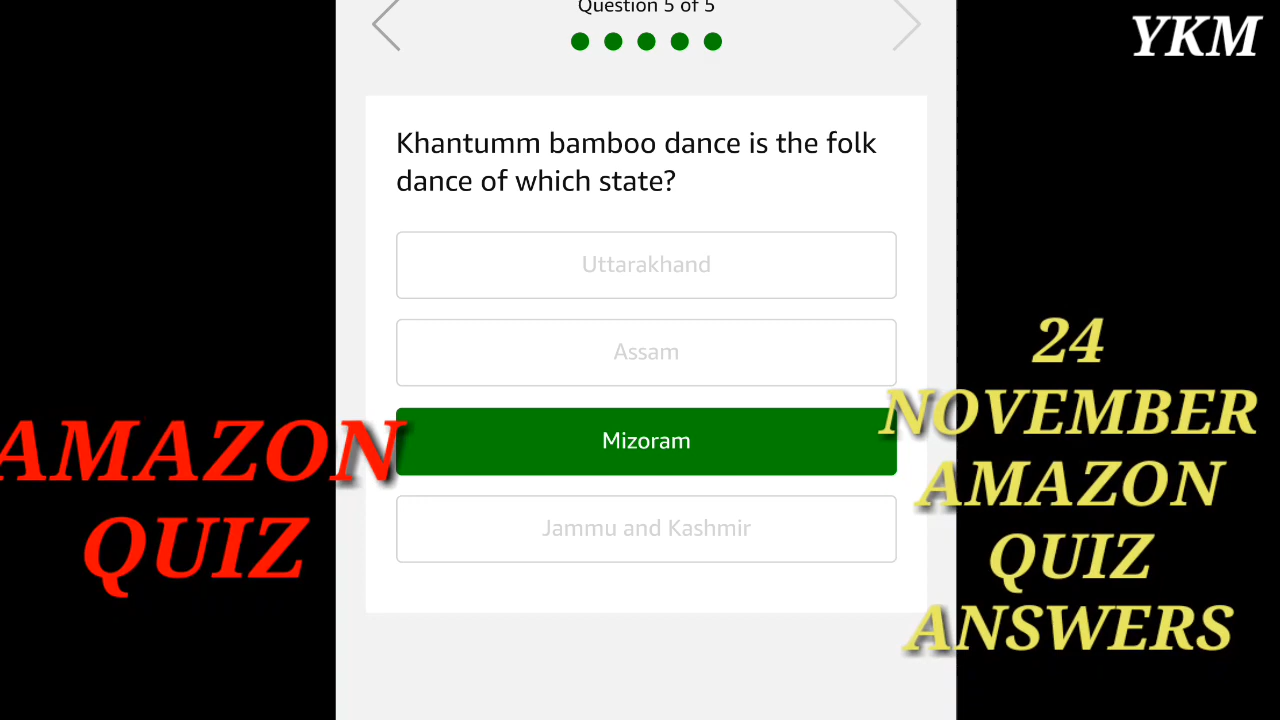 Question 5 of 5
YKM
Khantumm bamboo dance is the folk
dance of which state?
Uttarakhand
Assam
Mizoram
Jammu and Kashmir
AMAZON
QUIZ
24
NOVEMBER
AMAZON
QUIZ
ANSWERS